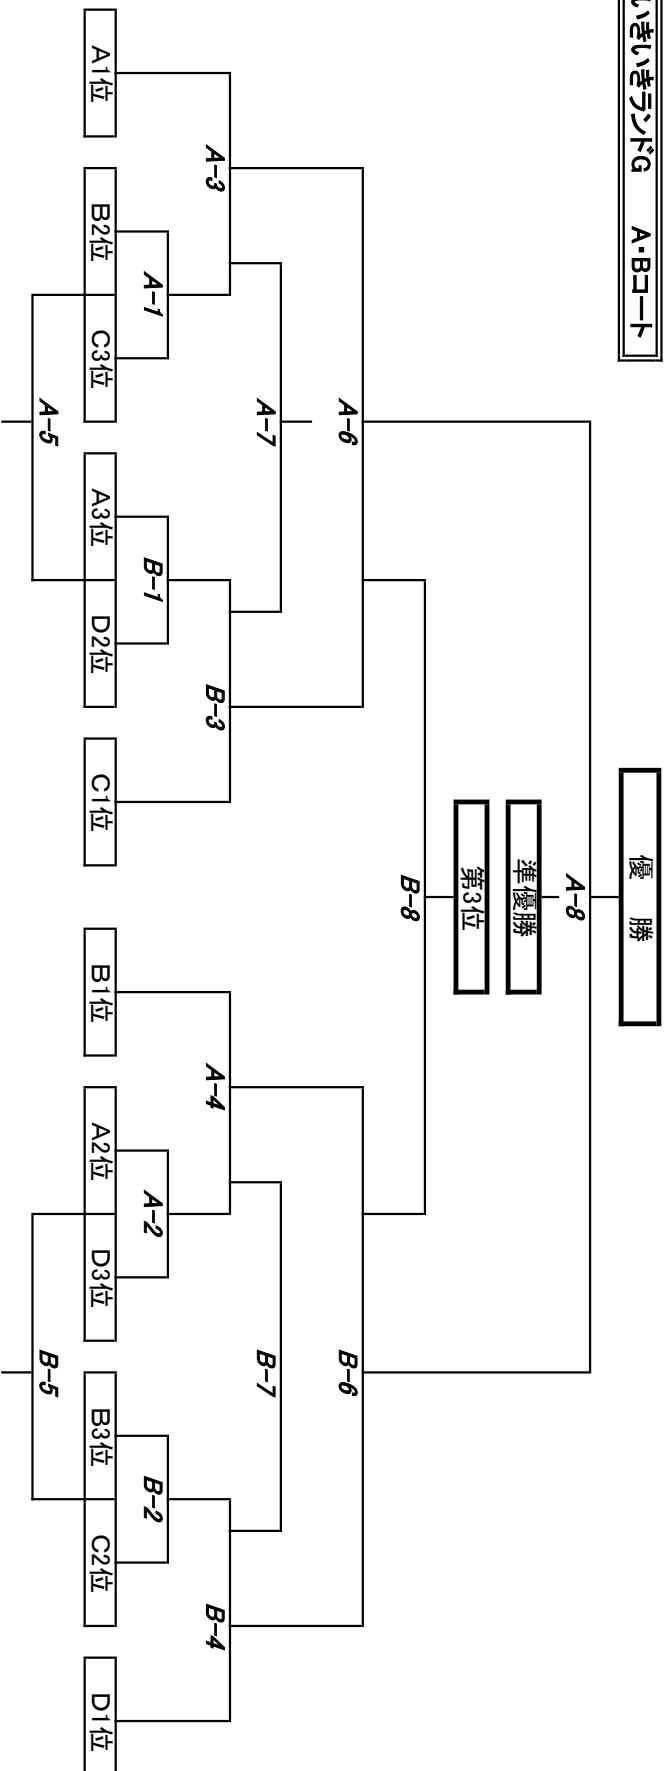 いきいきランドG A・Bコート
優 勝
A-8
準優勝
第3位
B-8
A-6
B-6
A-7
B-7
A-3
B-3
A-4
B-4
A-1
B-1
A-2
B-2
A1位
B2位
C3位
A3位
D2位
C1位
B1位
A2位
D3位
B3位
C2位
D1位
A-5
B-5